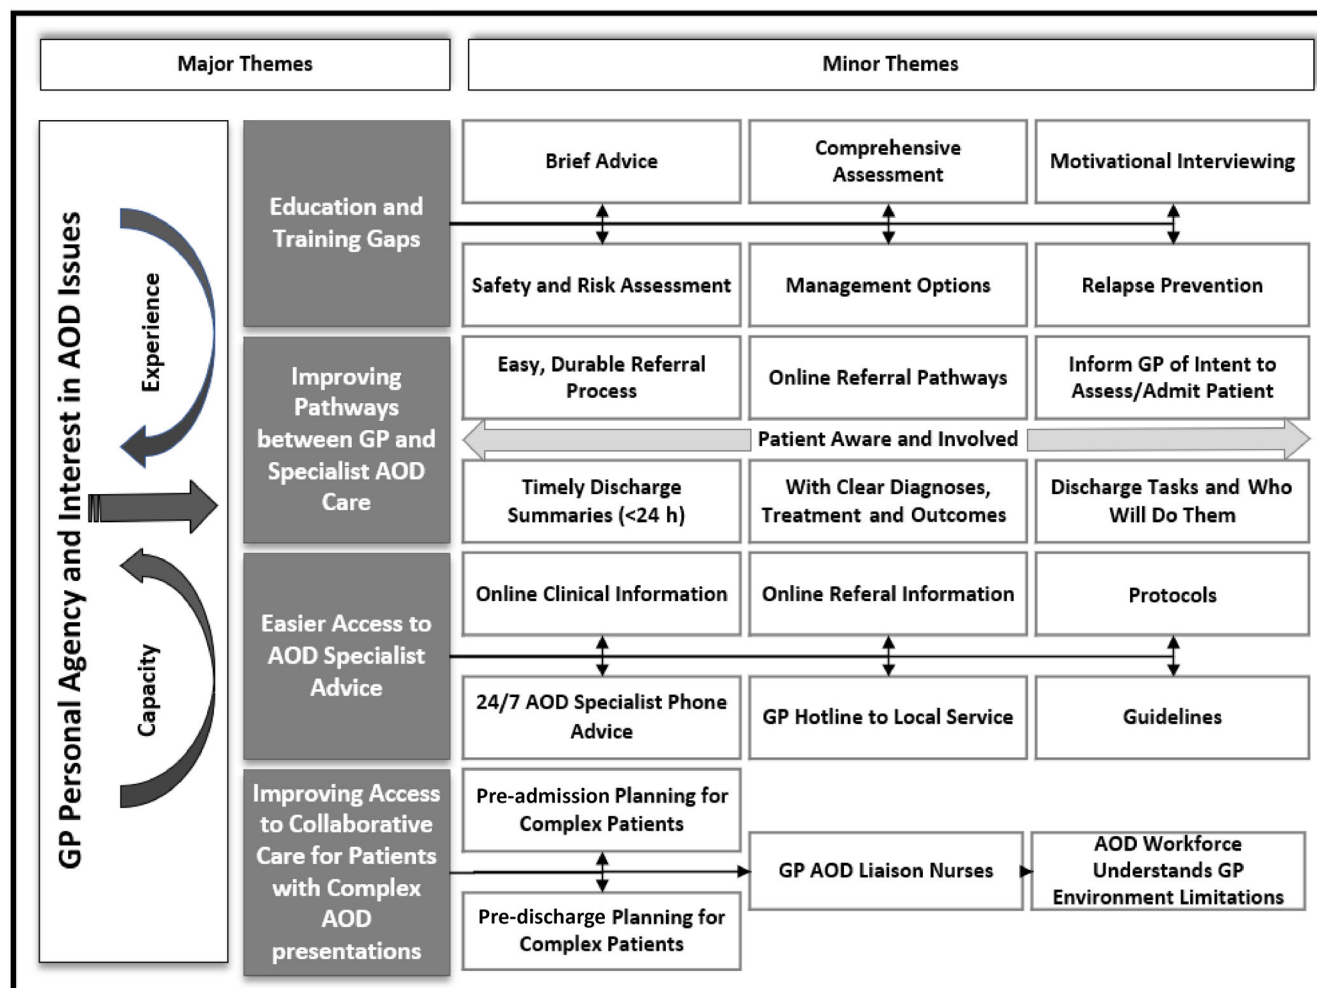 Major Themes
Minor Themes
GP Personal Agency and Interest in AOD Issues
Experience
Capacity
Education and
Training Gaps
Brief Advice
Comprehensive
Assessment
Motivational Interviewing
Safety and Risk Assessment
Management Options
Relapse Prevention
Improving
Pathways
between GP and
Specialist AOD
Care
Easy, Durable Referral
Process
Online Referral Pathways
Inform GP of Intent to
Assess/Admit Patient
Patient Aware and Involved
Timely Discharge
Summaries (<24 h)
With Clear Diagnoses,
Treatment and Outcomes
Discharge Tasks and Who
Will Do Them
Easier Access to
AOD Specialist
Advice
Online Clinical Information
Online Referal Information
Protocols
24/7 AOD Specialist Phone
Advice
GP Hotline to Local Service
Guidelines
Improving Access
to Collaborative
Care for Patients
with Complex
AOD
presentations
Pre-admission Planning for
Complex Patients
GP AOD Liaison Nurses
AOD Workforce
Understands GP
Environment Limitations
Pre-discharge Planning for
Complex Patients